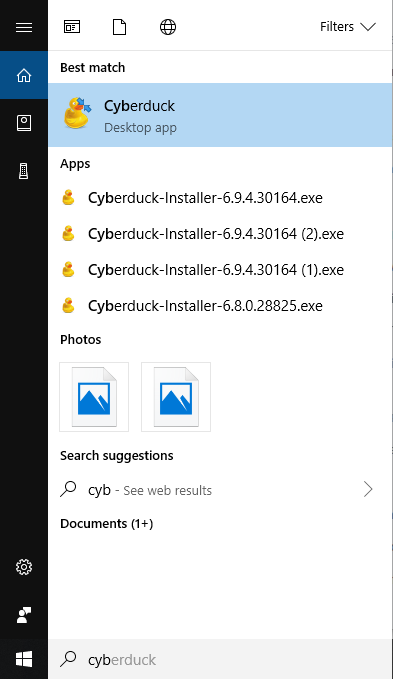 Filters
Best match
Cyberduck
Desktop app
Apps
Cyberduck-Installer-6.9.4.30164.exe
Cyberduck-Installer-6.9.4.30164 (2).exe
Cyberduck-Installer-6.9.4.30164 (1).exe
Cyberduck-Installer-6.8.0.28825.exe
Photos
Search suggestions
cyb - See web results
Documents (1+)
cyberduck